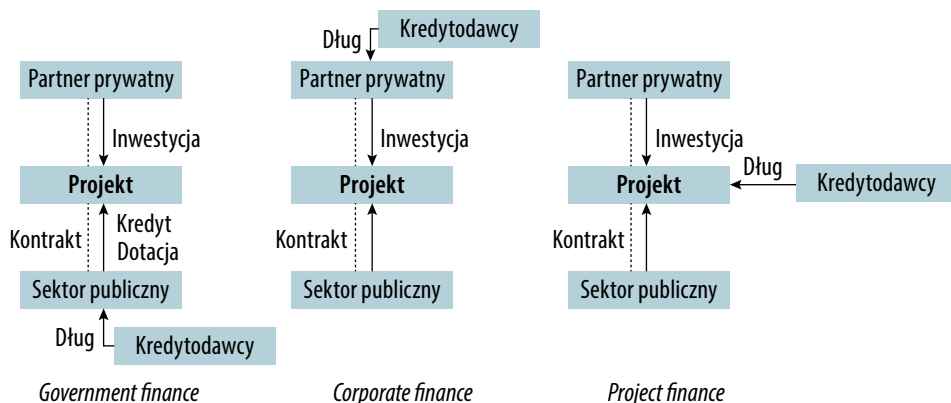 Partner prywatny
Inwestycja
Projekt
Kontrakt
Kredyt
Dotacja
Sektor publiczny
Dług
Kredytodawcy
Government finance
Kredytodawcy
Dług
Partner prywatny
Inwestycja
Projekt
Kontrakt
Sektor publiczny
Corporate finance
Partner prywatny
Inwestycja
Projekt
Dług
Kredytodawcy
Kontrakt
Sektor publiczny
Project finance